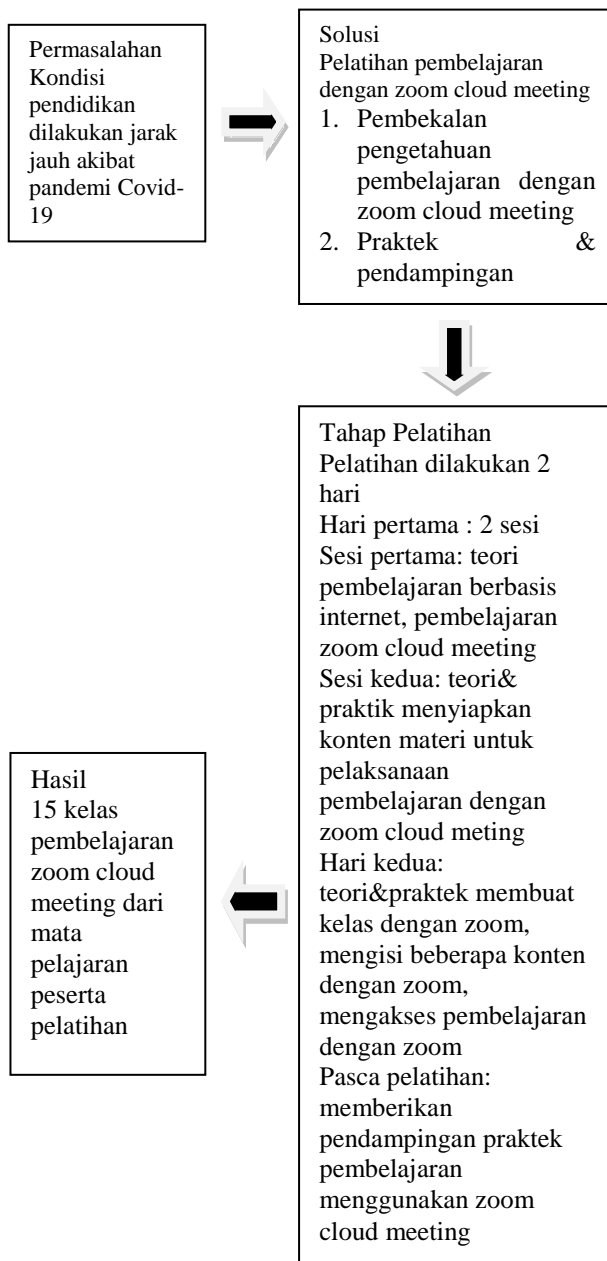 Permasalahan
Kondisi
pendidikan
dilakukan jarak
jauh akibat
pandemi Covid-
19
Solusi
Pelatihan pembelajaran
dengan zoom cloud meeting
1. Pembekalan
pengetahuan
pembelajaran dengan
zoom cloud meeting
2. Praktek &
pendampingan
Tahap Pelatihan
Pelatihan dilakukan 2
hari
Hari pertama : 2 sesi
Sesi pertama: teori
pembelajaran berbasis
internet, pembelajaran
zoom cloud meeting
Sesi kedua: teori&
praktik menyiapkan
konten materi untuk
pelaksanaan
pembelajaran dengan
zoom cloud meting
Hari kedua:
teori&praktek membuat
kelas dengan zoom,
mengisi beberapa konten
dengan zoom,
mengakses pembelajaran
dengan zoom
Pasca pelatihan:
memberikan
pendampingan praktek
pembelajaran
menggunakan zoom
cloud meeting
Hasil
15 kelas
pembelajaran
zoom cloud
meeting dari
mata
pelajaran
peserta
pelatihan